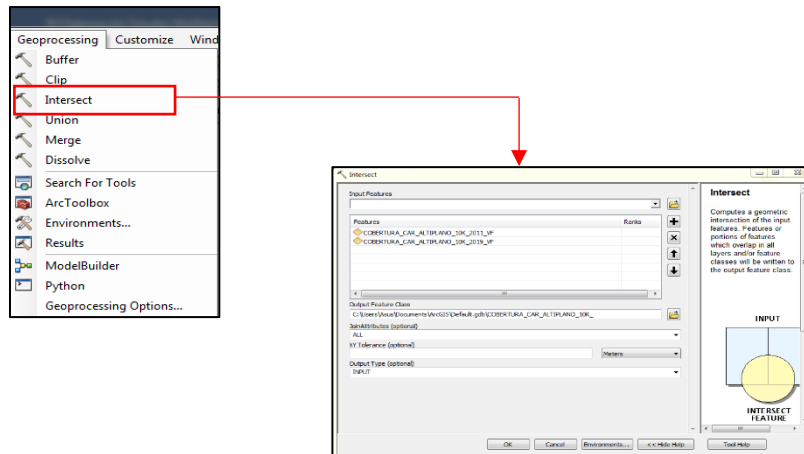 Geoprocessing Customize Wind
Buffer
Clip
Intersect
Union
Merge
Dissolve
Search For Tools
ArcToolbox
Environments...
Results
ModelBuilder
Python
Geoprocessing Options...
Intersect
Input Features
Features Ranks
COBERTURA_CAR_ALTIPLANO_10K_2011_VF
COBERTURA_CAR_ALTIPLANO_10K_2019_VF
Output Feature Class
C:\Users\Asus\Documents\ArcGIS\Default.gdb\COBERTURA_CAR_ALTIPLANO_10K_
JoinAttributes (optional)
ALL
XY Tolerance (optional)
Meters
Output Type (optional)
INPUT
OK Cancel Environments... << Hide Help Tool Help
Intersect
Computes a geometric
intersection of the input
features. Features or
portions of features
which overlap in all
layers and/or feature
classes will be written to
the output feature class.
INPUT
INTERSECT
FEATURE